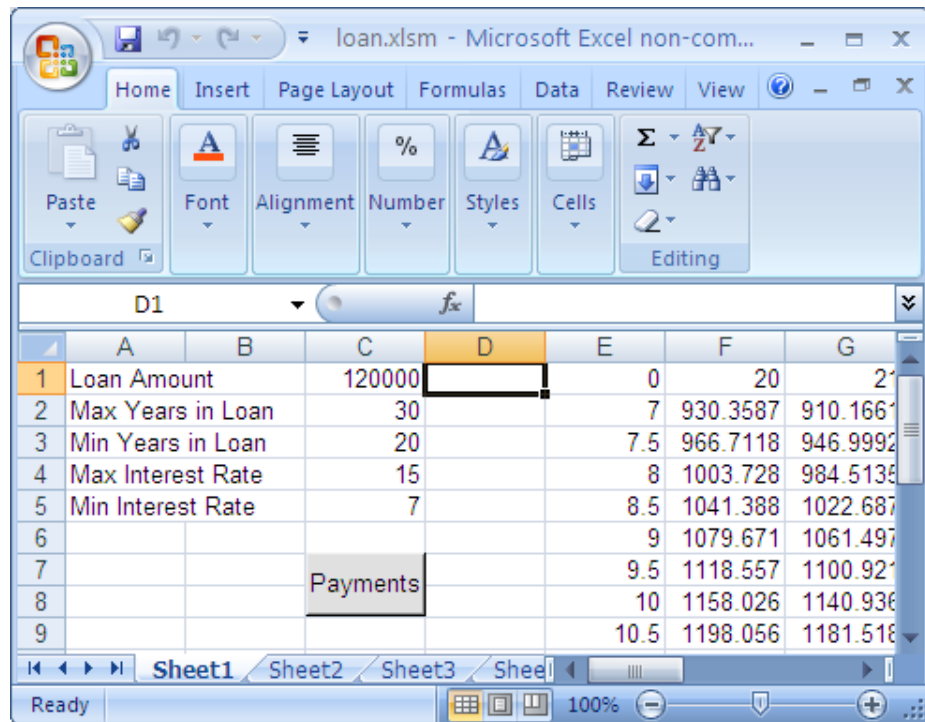 loan.xlsm - Microsoft Excel non-com...
Home Insert Page Layout Formulas Data Review View
Paste Font Alignment Number Styles Cells
Clipboard Editing
D1 fx
A B C D E F G
1 Loan Amount 120000 0 20 21
2 Max Years in Loan 30 7 930.3587 910.1661
3 Min Years in Loan 20 7.5 966.7118 946.9992
4 Max Interest Rate 15 8 1003.728 984.5135
5 Min Interest Rate 7 8.5 1041.388 1022.687
6 9 1079.671 1061.497
7 Payments 9.5 1118.557 1100.921
8 10 1158.026 1140.936
9 10.5 1198.056 1181.518
Sheet1 Sheet2 Sheet3 Shee
Ready 100%